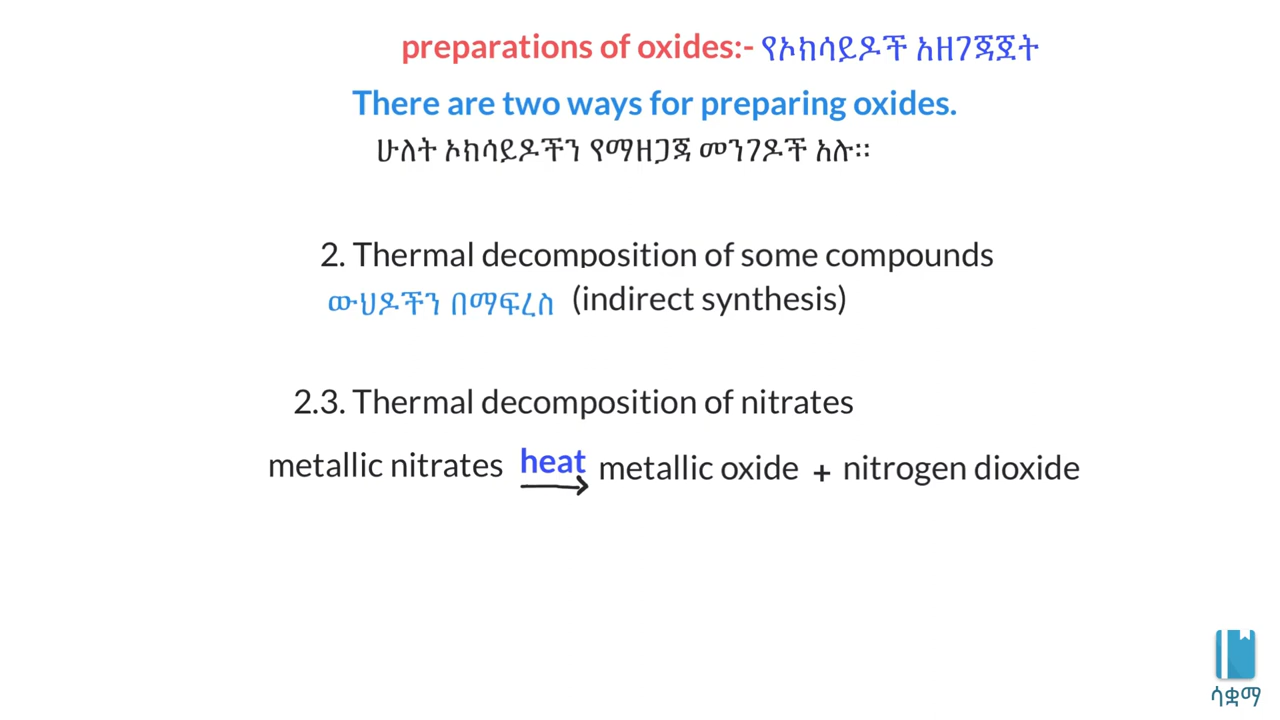 preparations of oxides:- የኦክሳይዶች አዘገጃጀት
There are two ways for preparing oxides.
ሁለት ኦክሳይዶችን የማዘጋጃ መንገዶች አሉ፡፡
2. Thermal decomposition of some compounds
ውህዶችን በማፍረስ (indirect synthesis)
2.3. Thermal decomposition of nitrates
metallic nitrates heat metallic oxide + nitrogen dioxide
ሳቋማ